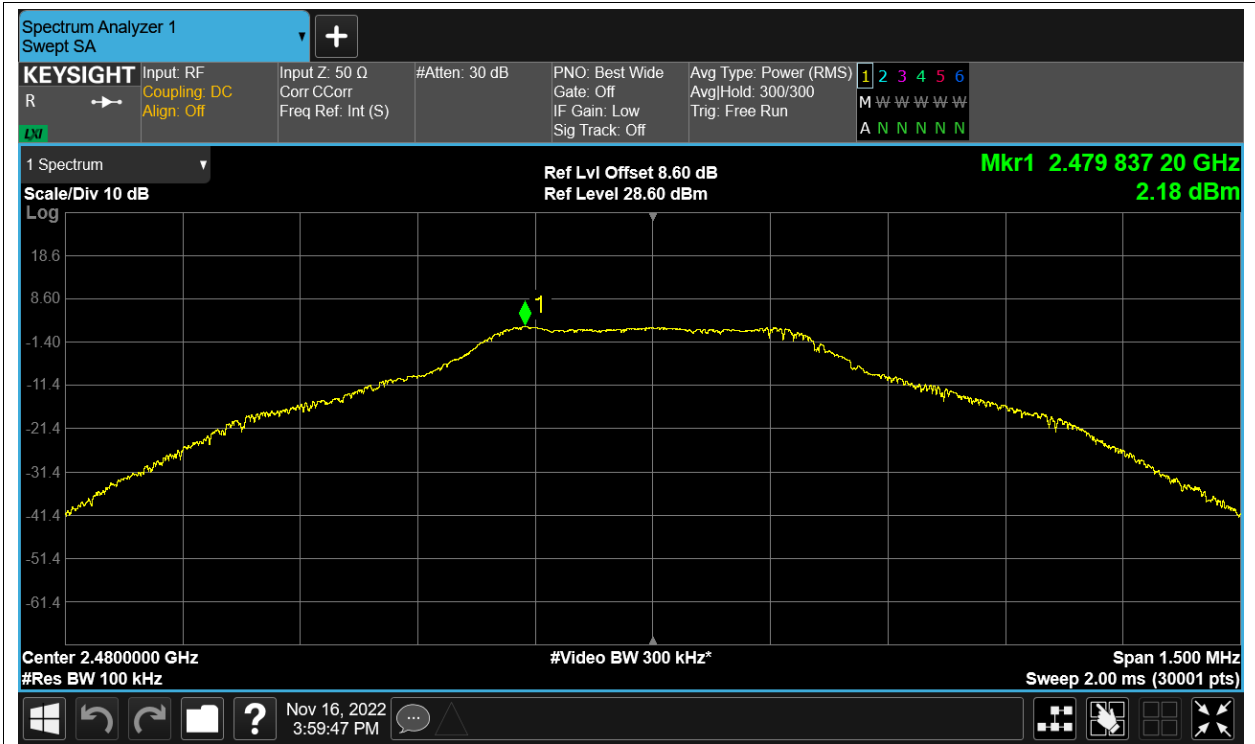 Spectrum Analyzer 1
Swept SA
KEYSIGHT
R
LXI
Input: RF
Coupling: DC
Align: Off
Input Z: 50 Ω
Corr CCorr
Freq Ref: Int (S)
#Atten: 30 dB
PNO: Best Wide
Gate: Off
IF Gain: Low
Sig Track: Off
Avg Type: Power (RMS)
Avg|Hold: 300/300
Trig: Free Run
1 2 3 4 5 6
M W W W W W
A N N N N N
1 Spectrum
Scale/Div 10 dB
Log
Ref Lvl Offset 8.60 dB
Ref Level 28.60 dBm
Mkr1 2.479 837 20 GHz
2.18 dBm
18.6
8.60
1
-1.40
-11.4
-21.4
-31.4
-41.4
-51.4
-61.4
Center 2.4800000 GHz
#Video BW 300 kHz*
Span 1.500 MHz
#Res BW 100 kHz
Sweep 2.00 ms (30001 pts)
?
Nov 16, 2022
3:59:47 PM